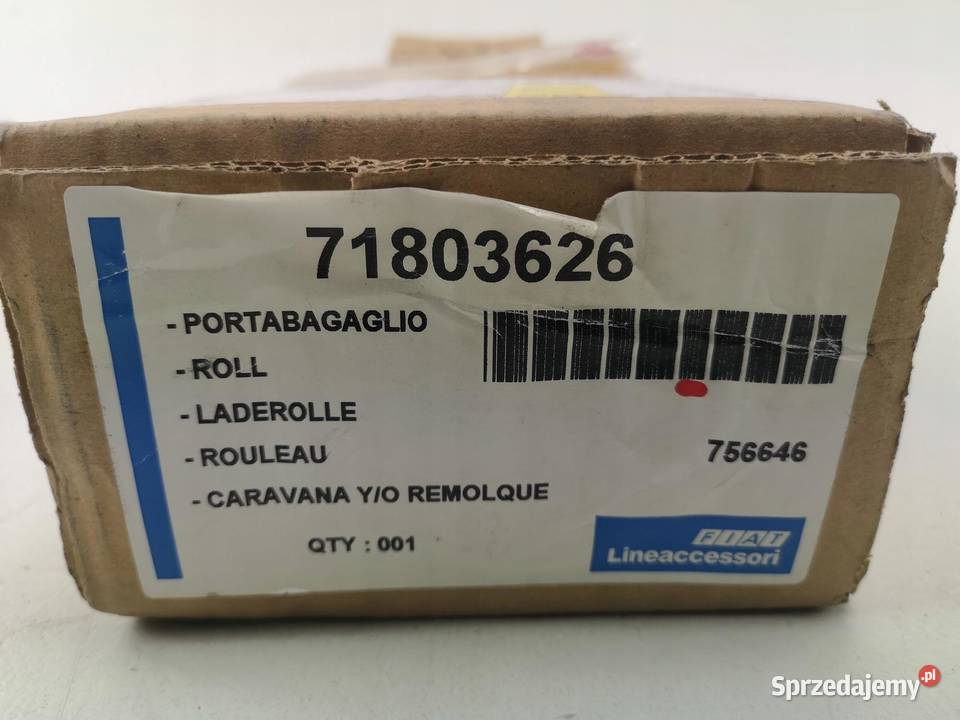 71803626
- PORTABAGAGLIO
- ROLL
- LADEROLLE
- ROULEAU
756646
- CARAVANA Y/O REMOLQUE
QTY : 001
FIAT
Lineaccessori
Sprzedajemy.pl